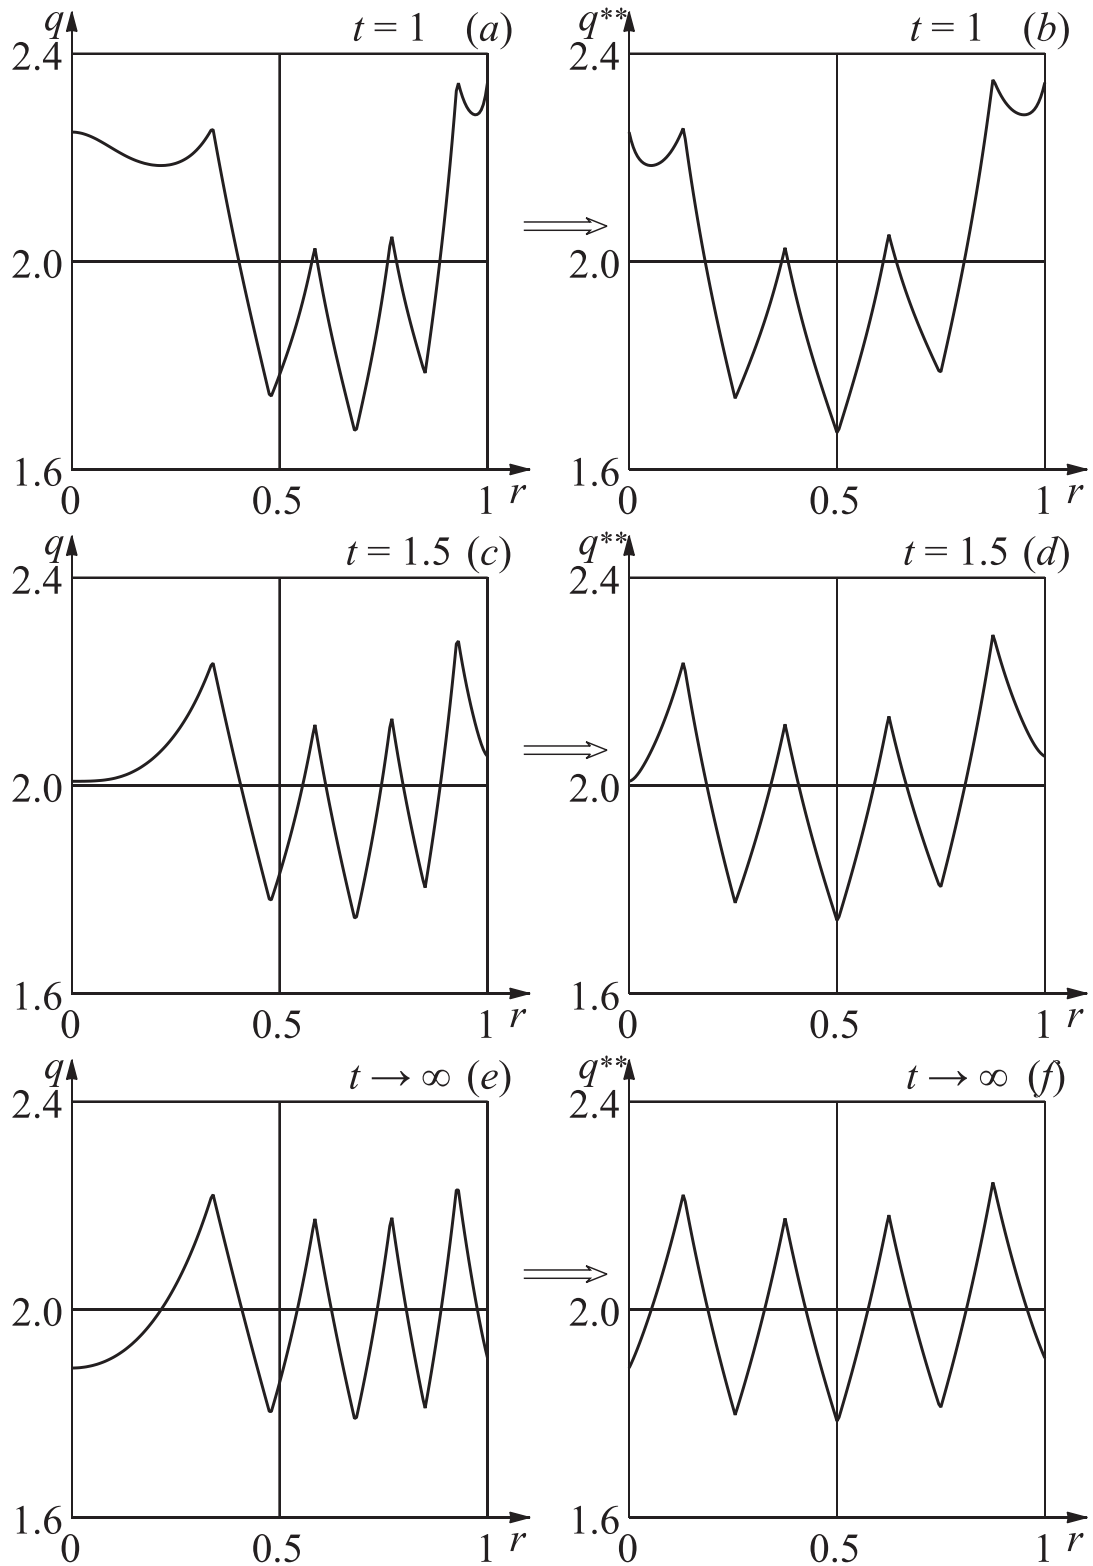 q t = 1 (a) q** t = 1 (b)
2.4 2.4
2.0 2.0
1.6 1.6
0 0.5 1 r 0 0.5 1 r
q t = 1.5 (c) q** t = 1.5 (d)
2.4 2.4
2.0 2.0
1.6 1.6
0 0.5 1 r 0 0.5 1 r
q t → ∞ (e) q** t → ∞ (f)
2.4 2.4
2.0 2.0
1.6 1.6
0 0.5 1 r 0 0.5 1 r